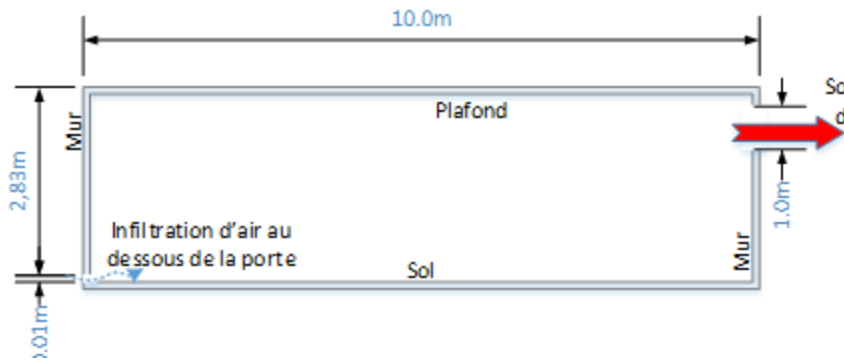 10.0m
Plafond
Mur
2,83m
1.0m
Infiltration d'air au
dessous de la porte
Sol
Mur